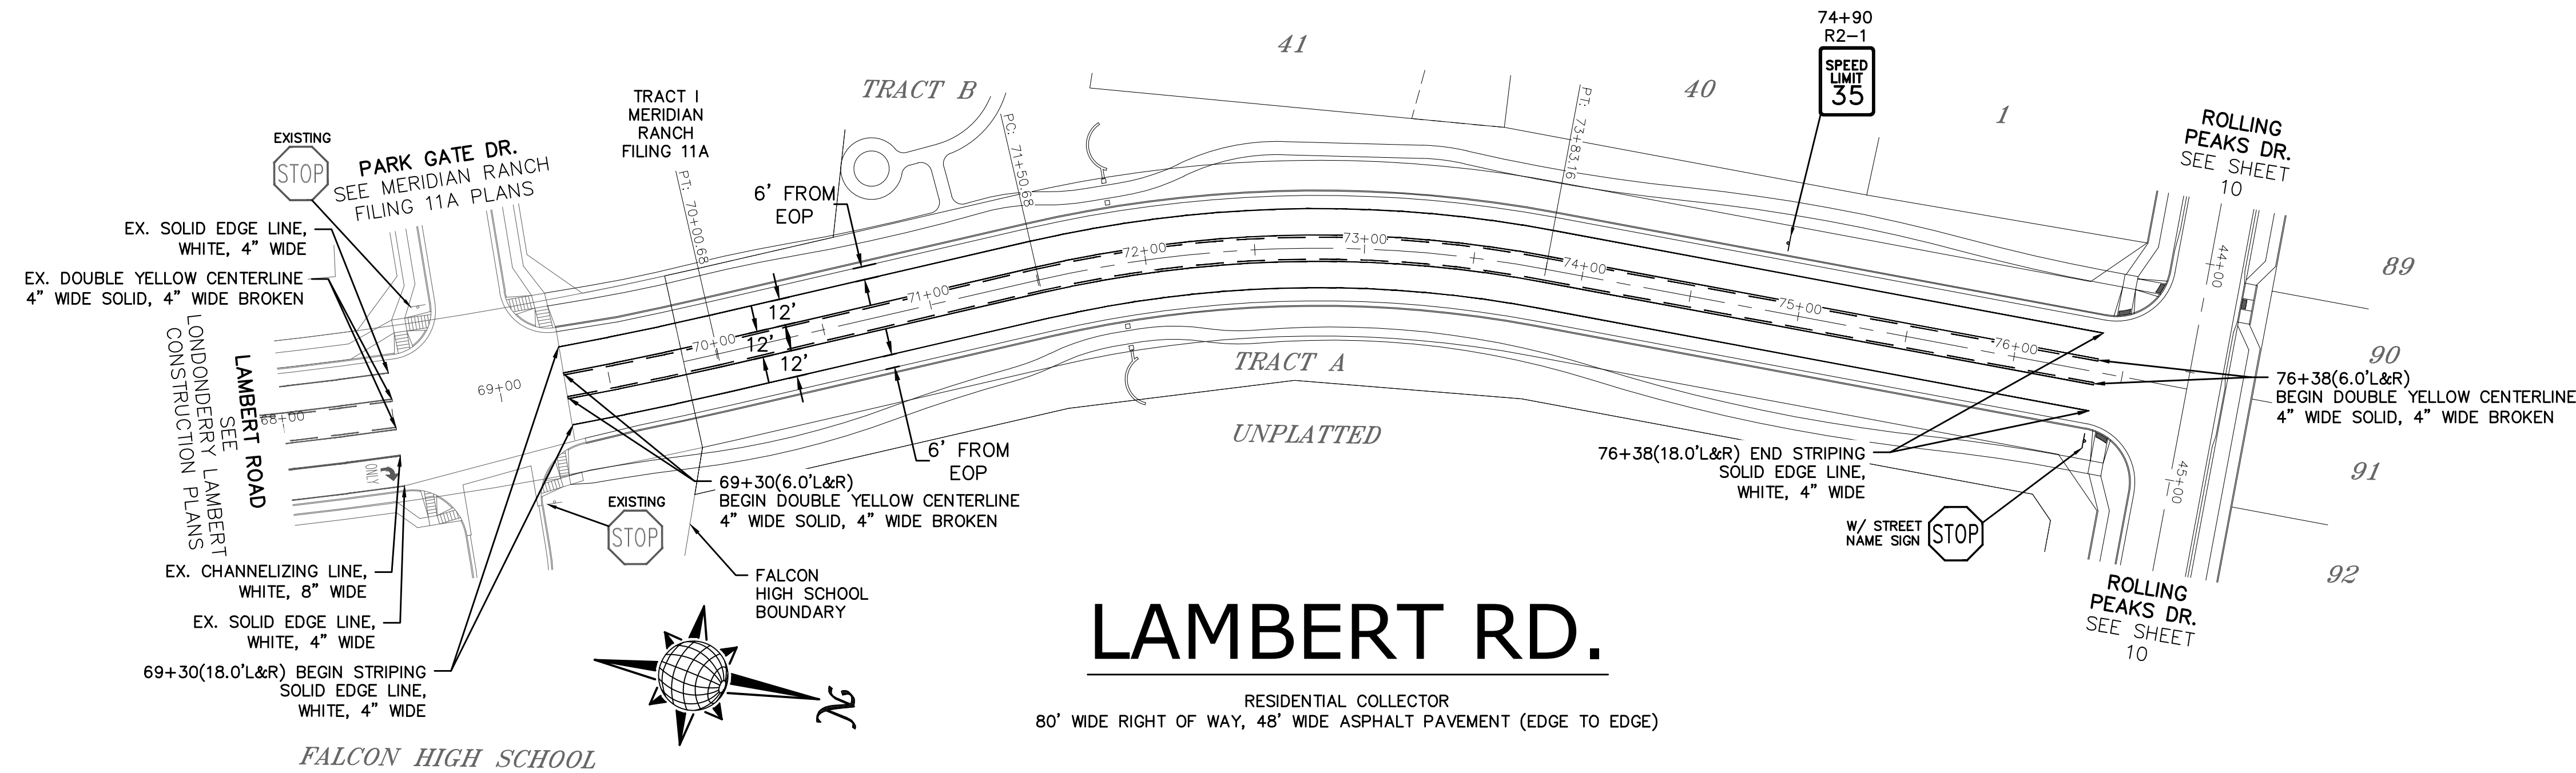 74+90
R2-1
SPEED
LIMIT
35
41
40
1
TRACT B
TRACT I
MERIDIAN
RANCH
FILING 11A
EXISTING
STOP
PARK GATE DR.
SEE MERIDIAN RANCH
FILING 11A PLANS
PT: 70+00.68
PC: 71+50.68
PT: 73+83.16
ROLLING
PEAKS DR.
SEE SHEET
10
6' FROM
EOP
EX. SOLID EDGE LINE,
WHITE, 4" WIDE
EX. DOUBLE YELLOW CENTERLINE
4" WIDE SOLID, 4" WIDE BROKEN
LAMBERT ROAD
SEE
LONDONDERRY LAMBERT
CONSTRUCTION PLANS
68+00
69+00
70+00
71+00
72+00
73+00
74+00
75+00
76+00
44+00
45+00
12'
12'
12'
89
90
91
92
TRACT A
UNPLATTED
ONLY
6' FROM
EOP
69+30(6.0'L&R)
BEGIN DOUBLE YELLOW CENTERLINE
4" WIDE SOLID, 4" WIDE BROKEN
76+38(6.0'L&R)
BEGIN DOUBLE YELLOW CENTERLINE
4" WIDE SOLID, 4" WIDE BROKEN
76+38(18.0'L&R) END STRIPING
SOLID EDGE LINE,
WHITE, 4" WIDE
W/ STREET
NAME SIGN
STOP
EXISTING
STOP
EX. CHANNELIZING LINE,
WHITE, 8" WIDE
EX. SOLID EDGE LINE,
WHITE, 4" WIDE
69+30(18.0'L&R) BEGIN STRIPING
SOLID EDGE LINE,
WHITE, 4" WIDE
FALCON
HIGH SCHOOL
BOUNDARY
ROLLING
PEAKS DR.
SEE SHEET
10
N
LAMBERT RD.
RESIDENTIAL COLLECTOR
80' WIDE RIGHT OF WAY, 48' WIDE ASPHALT PAVEMENT (EDGE TO EDGE)
FALCON HIGH SCHOOL